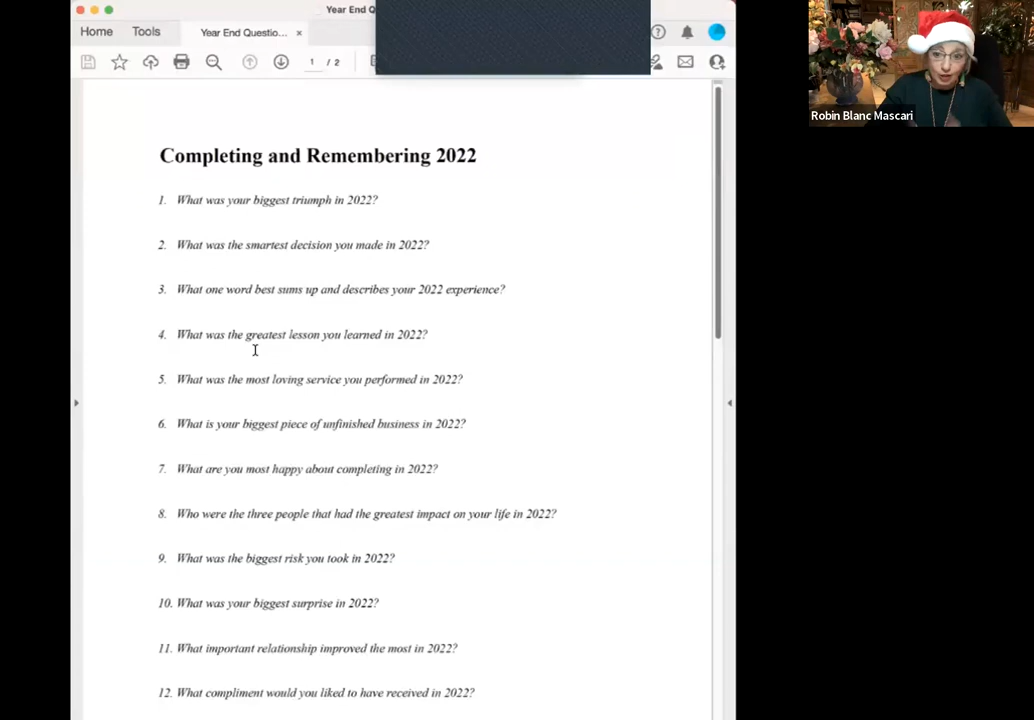 Year End Q
Home
Tools
Year End Questio...
1 / 2
Robin Blanc Mascari
Completing and Remembering 2022
1. What was your biggest triumph in 2022?
2. What was the smartest decision you made in 2022?
3. What one word best sums up and describes your 2022 experience?
4. What was the greatest lesson you learned in 2022?
5. What was the most loving service you performed in 2022?
6. What is your biggest piece of unfinished business in 2022?
7. What are you most happy about completing in 2022?
8. Who were the three people that had the greatest impact on your life in 2022?
9. What was the biggest risk you took in 2022?
10. What was your biggest surprise in 2022?
11. What important relationship improved the most in 2022?
12. What compliment would you liked to have received in 2022?